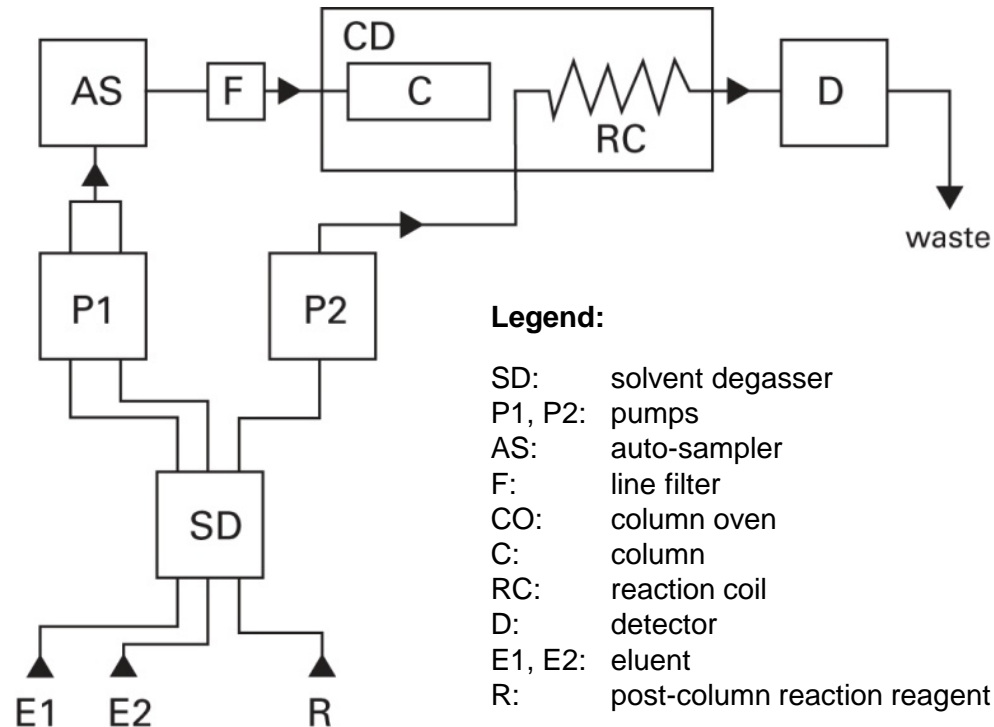 CD
AS
F
C
D
RC
waste
P1
P2
Legend:
SD: solvent degasser
P1, P2: pumps
AS: auto-sampler
F: line filter
CO: column oven
C: column
RC: reaction coil
D: detector
E1, E2: eluent
R: post-column reaction reagent
SD
E1
E2
R